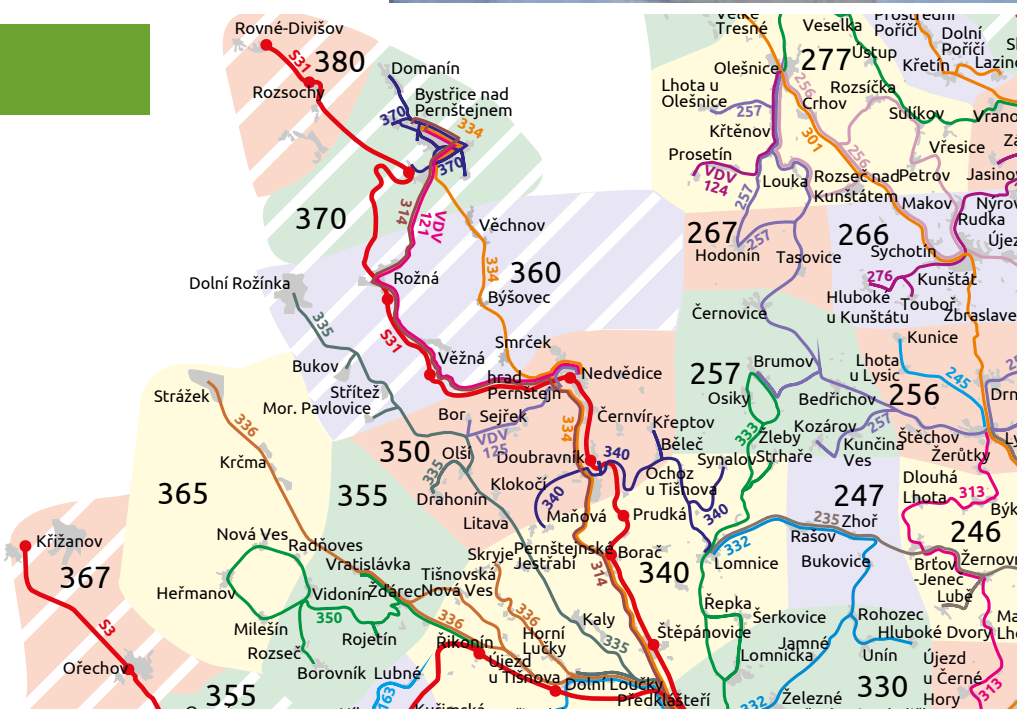 Rovné-Divišov
S31
380
Rozsochy
Domanín
Bystřice nad
Pernštejnem
370
334
370
370
314
VDV
121
Věchnov
334
360
Býšovec
Dolní Rožínka
Rožná
335
S31
Smrček
Věžná
hrad
Pernštejn
Nedvědice
Bukov
Strážek
Střítež
Mor. Pavlovice
336
Krčma
Bor
Sejřek
VDV
125
334
Černvír
Křeptov
Běleč
350
Olší
Doubravník
340
Ochoz
u Tišnova
Synalov
365
355
335
Drahonín
Klokočí
340
Litava
Maňová
Prudká
340
Křižanov
367
Nová Ves
Radňoves
Vratislávka
Skryje
Pernštejnské
Jestřabí
Borač
340
332
Lomnice
Heřmanov
Vidonín
Žďárec
Tišnovská
Nová Ves
314
350
Milešín
Rozseč
Rojetín
336
336
Kaly
Řepka
Štěpánovice
S3
Ořechov
Borovník
Lubné
Řikonín
Horní
Lučky
335
Újezd
u Tišnova
Dolní Loučky
Předklášteří
355
163
Kuřimská
Tresné
Veselka
277
Ústup
Poříčí
Dolní
Poříčí
Křetín
Olešnice
Lhota u
Olešnice
257
256
Crhov
Rozsíčka
Sulíkov
301
256
Křtěnov
Prosetín
VDV
124
257
Louka
Rozseč nad
Kunštátem
Petrov
Vřesice
Makov
Rudka
267
Hodonín
257
Tasovice
266
Sychotín
276
Kunštát
Hluboké
u Kunštátu
Touboř
Černovice
Kunice
257
Brumov
Osiky
Lhota
u Lysic
245
256
Bedřichov
333
Žleby
Kozárov
257
Štěchov
Strhaře
Kunčina
Ves
Žerůtky
247
Dlouhá
Lhota
313
235
Zhoř
246
Rašov
Bukovice
Brťov
-Jenec
Lubě
Šerkovice
Rohozec
Hluboké Dvory
Jamné
Lomnička
Unín
Újezd
u Černé
Hory
332
Železné
330
313